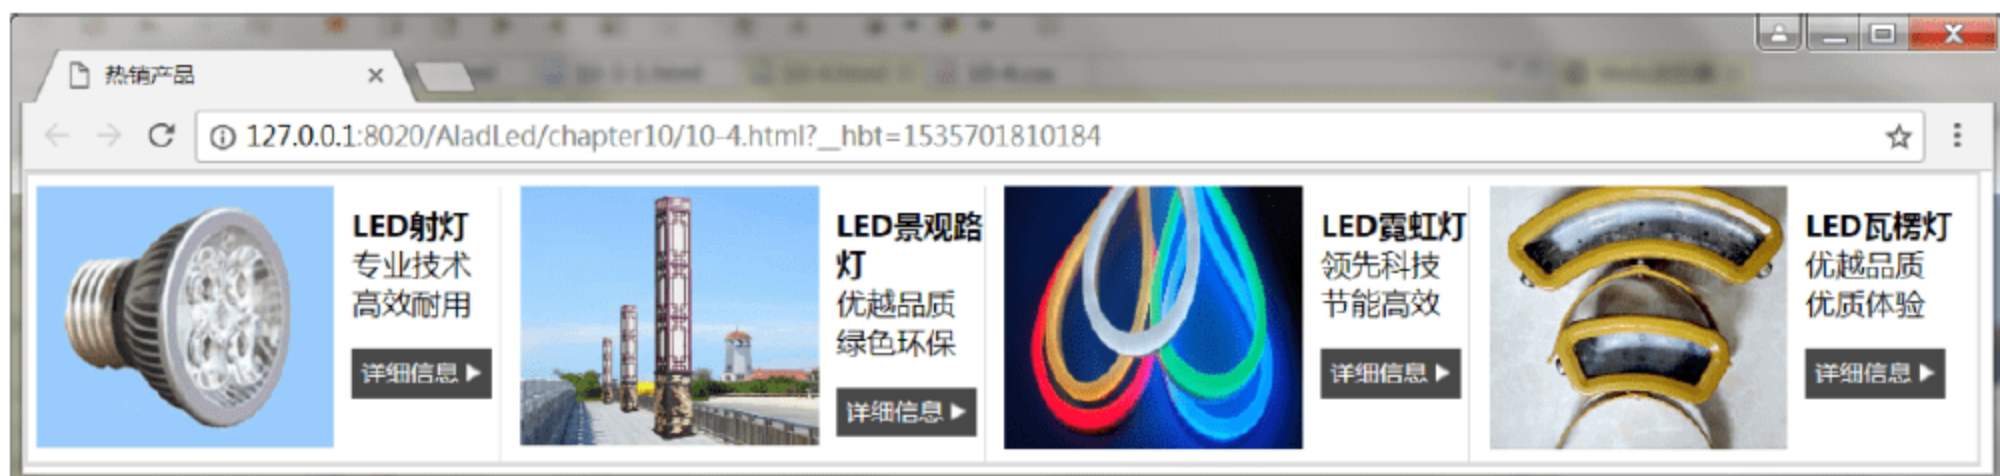 热销产品
127.0.0.1:8020/AladLed/chapter10/10-4.html?__hbt=1535701810184
LED射灯
专业技术
高效耐用
详细信息
LED景观路
灯
优越品质
绿色环保
详细信息
LED霓虹灯
领先科技
节能高效
详细信息
LED瓦楞灯
优越品质
优质体验
详细信息